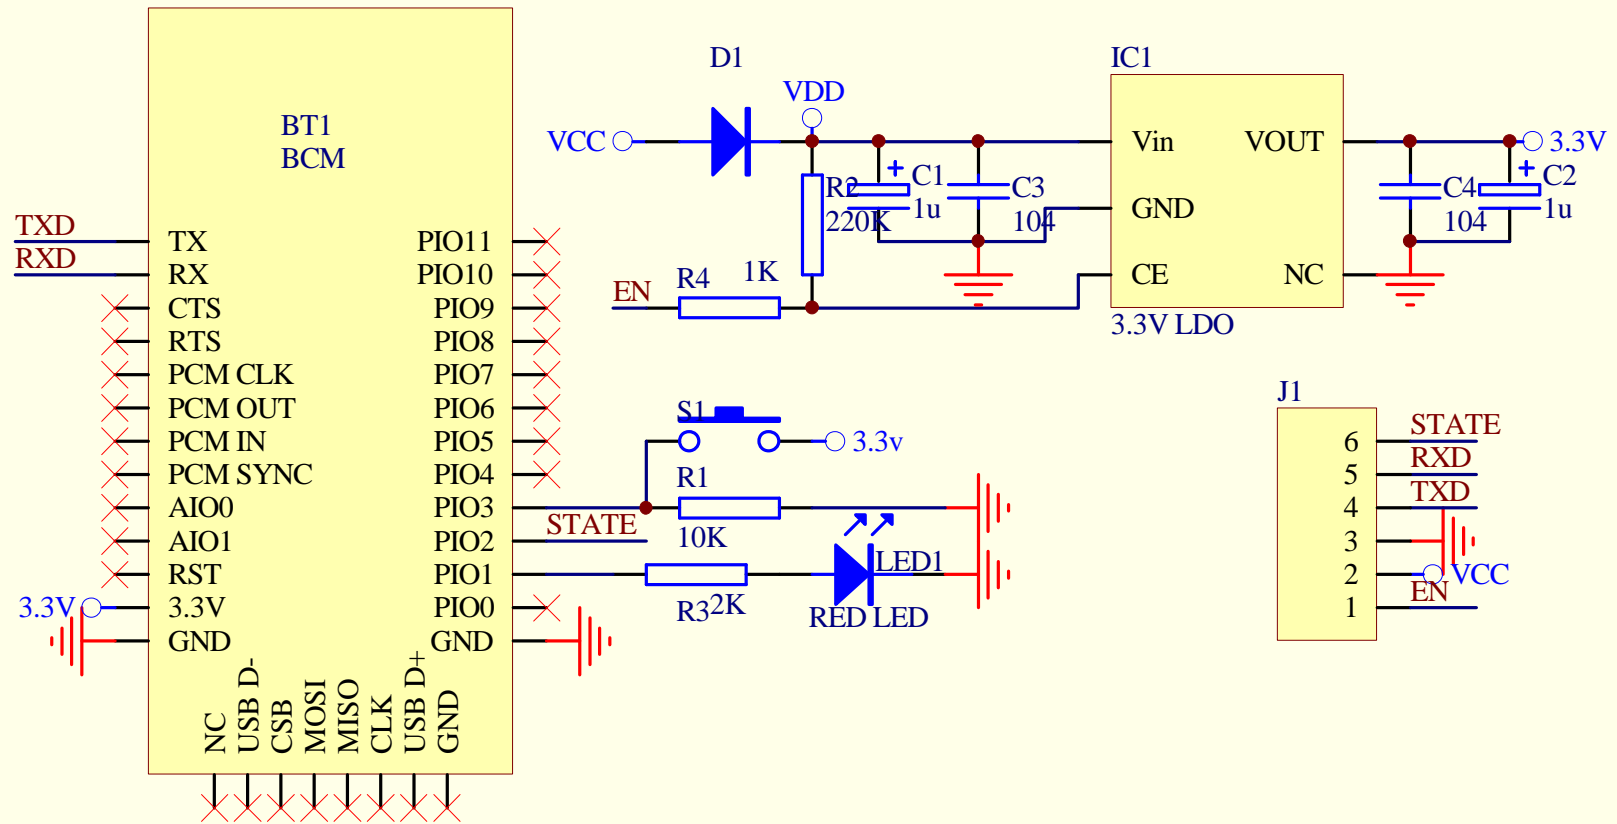 BT1
BCM
TXD
RXD
TX
RX
CTS
RTS
PCM CLK
PCM OUT
PCM IN
PCM SYNC
AIO0
AIO1
RST
3.3V
3.3V
GND
PIO11
PIO10
PIO9
PIO8
PIO7
PIO6
PIO5
PIO4
PIO3
PIO2
PIO1
PIO0
GND
NC
USB D-
CSB
MOSI
MISO
CLK
USB D+
GND
D1
VCC
VDD
R2
220K
+
C1
1u
C3
104
EN
R4
1K
IC1
Vin
GND
CE
VOUT
NC
3.3V LDO
3.3V
C4
104
+
C2
1u
S1
3.3v
R1
10K
STATE
R3
2K
LED1
RED LED
J1
6
5
4
3
2
1
STATE
RXD
TXD
VCC
EN